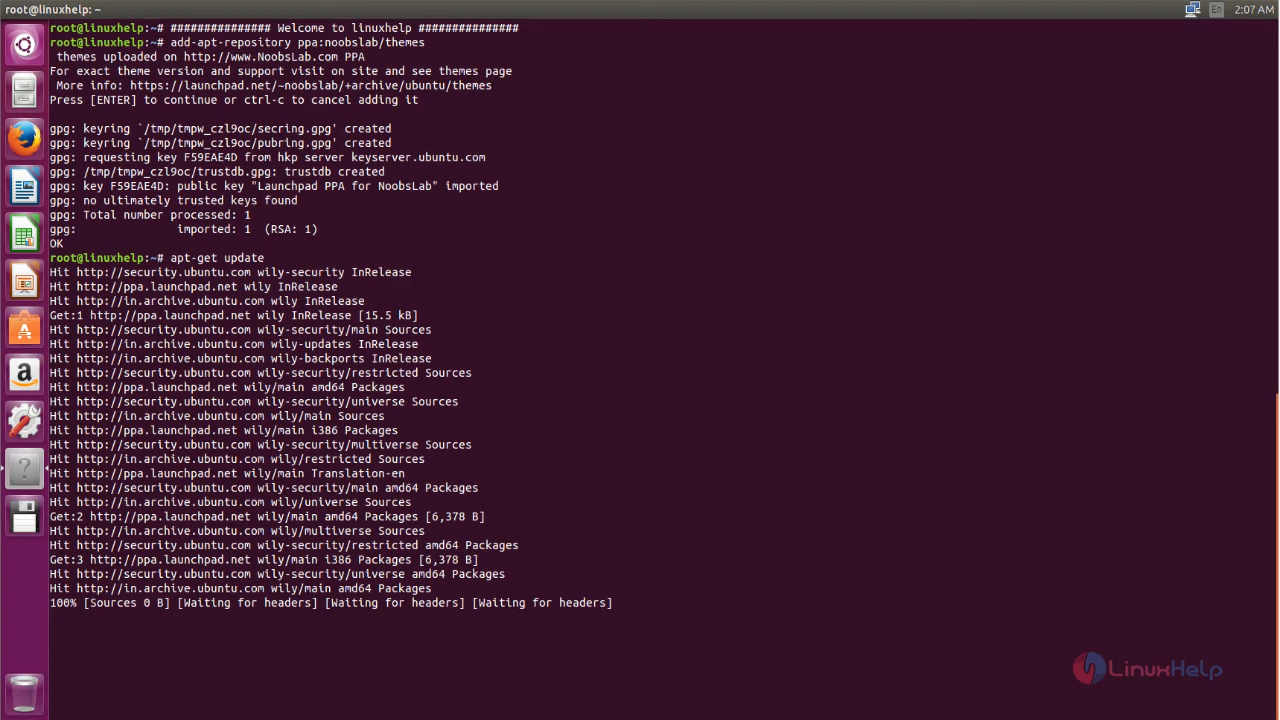 root@linuxhelp: ~
En
2:07 AM
root@linuxhelp:~# ############### Welcome to linuxhelp ###############
root@linuxhelp:~# add-apt-repository ppa:noobslab/themes
 themes uploaded on http://www.NoobsLab.com PPA
For exact theme version and support visit on site and see themes page
 More info: https://launchpad.net/~noobslab/+archive/ubuntu/themes
Press [ENTER] to continue or ctrl-c to cancel adding it
gpg: keyring `/tmp/tmpw_czl9oc/secring.gpg' created
gpg: keyring `/tmp/tmpw_czl9oc/pubring.gpg' created
gpg: requesting key F59EAE4D from hkp server keyserver.ubuntu.com
gpg: /tmp/tmpw_czl9oc/trustdb.gpg: trustdb created
gpg: key F59EAE4D: public key "Launchpad PPA for NoobsLab" imported
gpg: no ultimately trusted keys found
gpg: Total number processed: 1
gpg:               imported: 1  (RSA: 1)
OK
root@linuxhelp:~# apt-get update
Hit http://security.ubuntu.com wily-security InRelease
Hit http://ppa.launchpad.net wily InRelease
Hit http://in.archive.ubuntu.com wily InRelease
Get:1 http://ppa.launchpad.net wily InRelease [15.5 kB]
Hit http://security.ubuntu.com wily-security/main Sources
Hit http://in.archive.ubuntu.com wily-updates InRelease
Hit http://in.archive.ubuntu.com wily-backports InRelease
Hit http://security.ubuntu.com wily-security/restricted Sources
Hit http://ppa.launchpad.net wily/main amd64 Packages
Hit http://security.ubuntu.com wily-security/universe Sources
Hit http://in.archive.ubuntu.com wily/main Sources
Hit http://ppa.launchpad.net wily/main i386 Packages
Hit http://security.ubuntu.com wily-security/multiverse Sources
Hit http://in.archive.ubuntu.com wily/restricted Sources
Hit http://ppa.launchpad.net wily/main Translation-en
Hit http://security.ubuntu.com wily-security/main amd64 Packages
Hit http://in.archive.ubuntu.com wily/universe Sources
Get:2 http://ppa.launchpad.net wily/main amd64 Packages [6,378 B]
Hit http://in.archive.ubuntu.com wily/multiverse Sources
Hit http://security.ubuntu.com wily-security/restricted amd64 Packages
Get:3 http://ppa.launchpad.net wily/main i386 Packages [6,378 B]
Hit http://security.ubuntu.com wily-security/universe amd64 Packages
Hit http://in.archive.ubuntu.com wily/main amd64 Packages
100% [Sources 0 B] [Waiting for headers] [Waiting for headers] [Waiting for headers]
LinuxHelp